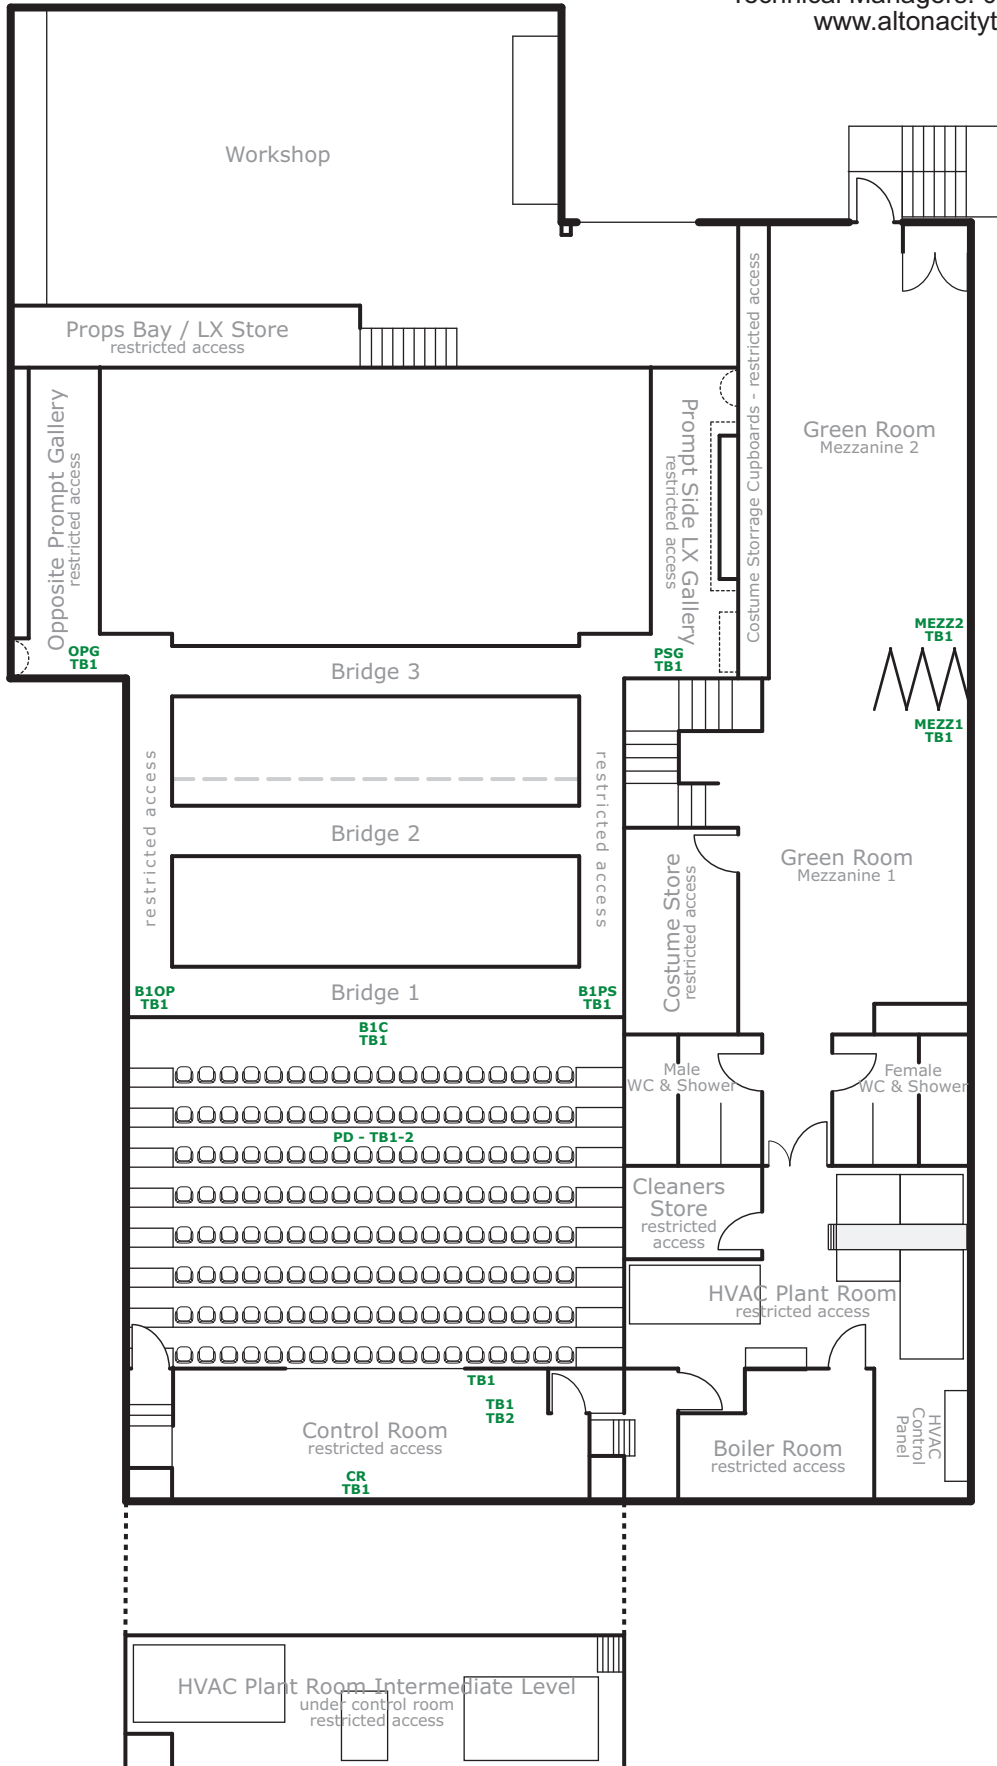 www.altonacityt
Workshop
Props Bay / LX Store
restricted access
Costume Storrage Cupboards - restricted access
Green Room
Mezzanine 2
Opposite Prompt Gallery
restricted access
Prompt Side LX Gallery
restricted access
OPG
TB1
PSG
TB1
MEZZ2
TB1
MEZZ1
TB1
Bridge 3
restricted access
restricted access
Bridge 2
Green Room
Mezzanine 1
Costume Store
restricted access
B1OP
TB1
Bridge 1
B1PS
TB1
B1C
TB1
Male
WC & Shower
Female
WC & Shower
PD - TB1-2
Cleaners
Store
restricted
access
HVAC Plant Room
restricted access
TB1
TB1
TB2
Control Room
restricted access
CR
TB1
Boiler Room
restricted access
HVAC
Control
Panel
HVAC Plant Room Intermediate Level
under control room
restricted access